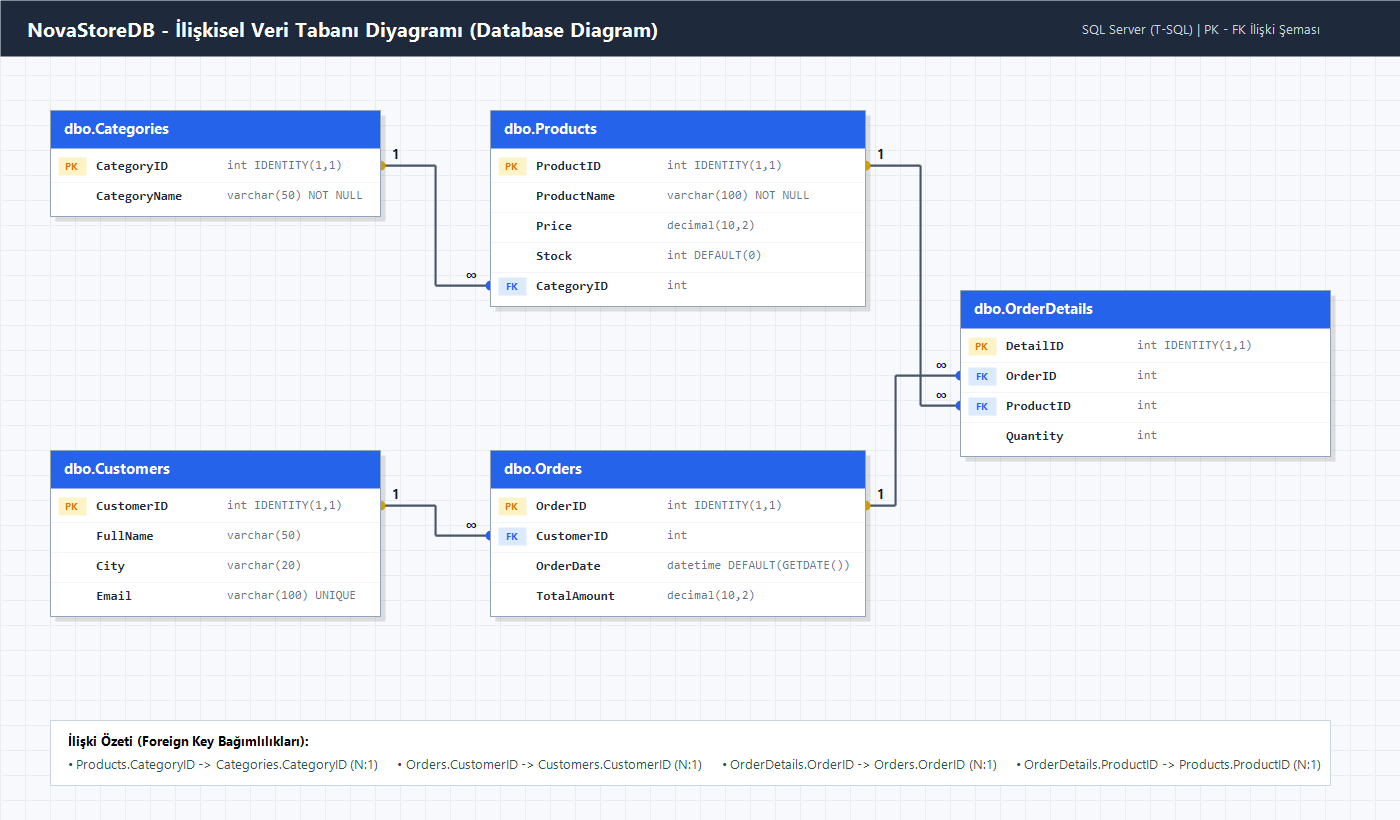 NovaStoreDB - İlişkisel Veri Tabanı Diyagramı (Database Diagram)
SQL Server (T-SQL) | PK - FK İlişki Şeması
dbo.Categories
PK CategoryID int IDENTITY(1,1)
CategoryName varchar(50) NOT NULL
1
∞
dbo.Products
PK ProductID int IDENTITY(1,1)
ProductName varchar(100) NOT NULL
Price decimal(10,2)
Stock int DEFAULT(0)
FK CategoryID int
1
∞
∞
dbo.OrderDetails
PK DetailID int IDENTITY(1,1)
FK OrderID int
FK ProductID int
Quantity int
dbo.Customers
PK CustomerID int IDENTITY(1,1)
FullName varchar(50)
City varchar(20)
Email varchar(100) UNIQUE
1
∞
dbo.Orders
PK OrderID int IDENTITY(1,1)
FK CustomerID int
OrderDate datetime DEFAULT(GETDATE())
TotalAmount decimal(10,2)
1
İlişki Özeti (Foreign Key Bağımlılıkları):
• Products.CategoryID -> Categories.CategoryID (N:1) • Orders.CustomerID -> Customers.CustomerID (N:1) • OrderDetails.OrderID -> Orders.OrderID (N:1) • OrderDetails.ProductID -> Products.ProductID (N:1)